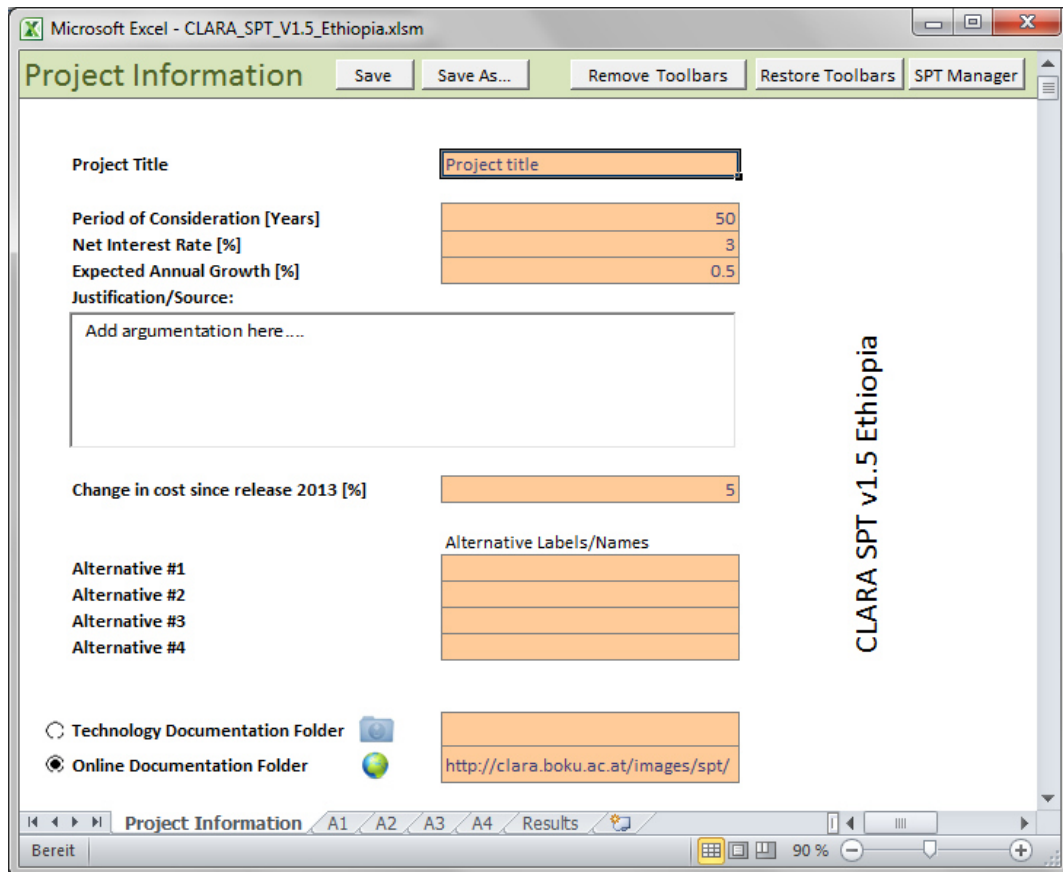 Microsoft Excel - CLARA_SPT_V1.5_Ethiopia.xlsm
Project Information Save Save As... Remove Toolbars Restore Toolbars SPT Manager
Project Title Project title
Period of Consideration [Years] 50
Net Interest Rate [%] 3
Expected Annual Growth [%] 0.5
Justification/Source:
Add argumentation here....
CLARA SPT v1.5 Ethiopia
Change in cost since release 2013 [%] 5
Alternative Labels/Names
Alternative #1
Alternative #2
Alternative #3
Alternative #4
Technology Documentation Folder
Online Documentation Folder http://clara.boku.ac.at/images/spt/
Project Information A1 A2 A3 A4 Results
Bereit 90 %